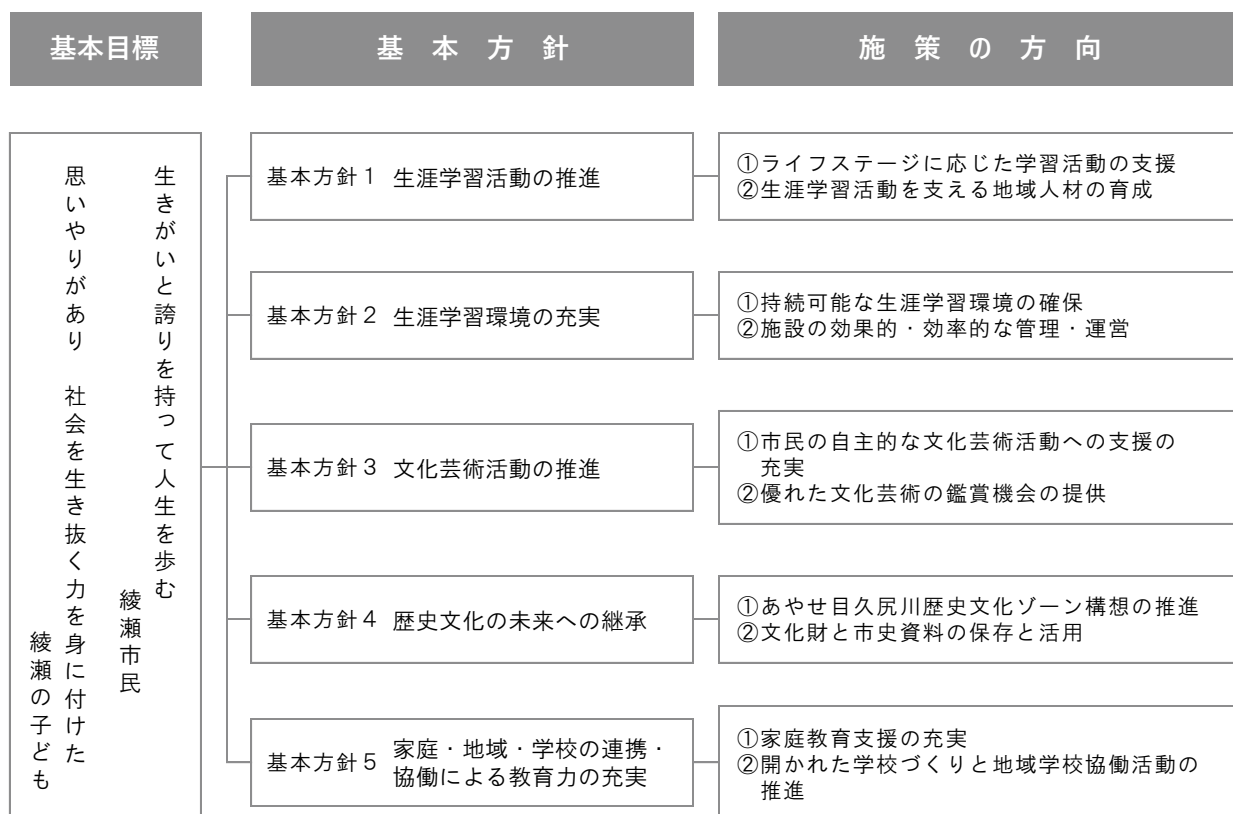 基本目標
基本方針
施策の方向
生きがいと誇りを持って人生を歩む
綾瀬市民
思いやりがあり　社会を生き抜く力を身に付けた
綾瀬の子ども
基本方針1 生涯学習活動の推進
①ライフステージに応じた学習活動の支援
②生涯学習活動を支える地域人材の育成
基本方針2 生涯学習環境の充実
①持続可能な生涯学習環境の確保
②施設の効果的・効率的な管理・運営
基本方針3 文化芸術活動の推進
①市民の自主的な文化芸術活動への支援の
充実
②優れた文化芸術の鑑賞機会の提供
基本方針4 歴史文化の未来への継承
①あやせ目久尻川歴史文化ゾーン構想の推進
②文化財と市史資料の保存と活用
基本方針5 家庭・地域・学校の連携・
協働による教育力の充実
①家庭教育支援の充実
②開かれた学校づくりと地域学校協働活動の
推進